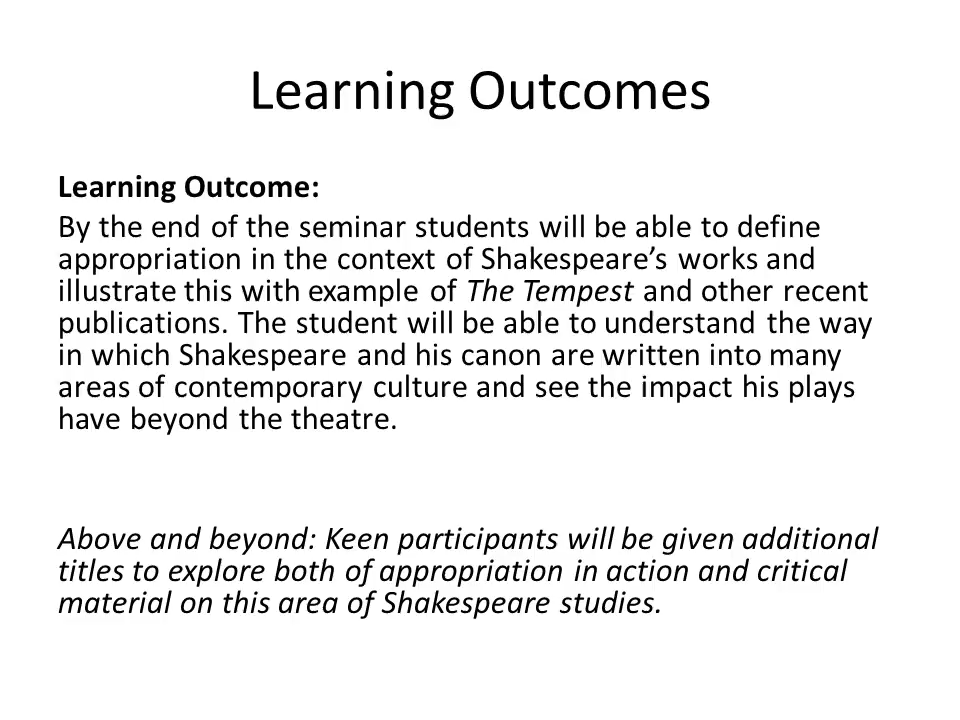 Learning Outcomes
Learning Outcome:
By the end of the seminar students will be able to define
appropriation in the context of Shakespeare’s works and
illustrate this with example of The Tempest and other recent
publications. The student will be able to understand the way
in which Shakespeare and his canon are written into many
areas of contemporary culture and see the impact his plays
have beyond the theatre.
Above and beyond: Keen participants will be given additional
titles to explore both of appropriation in action and critical
material on this area of Shakespeare studies.